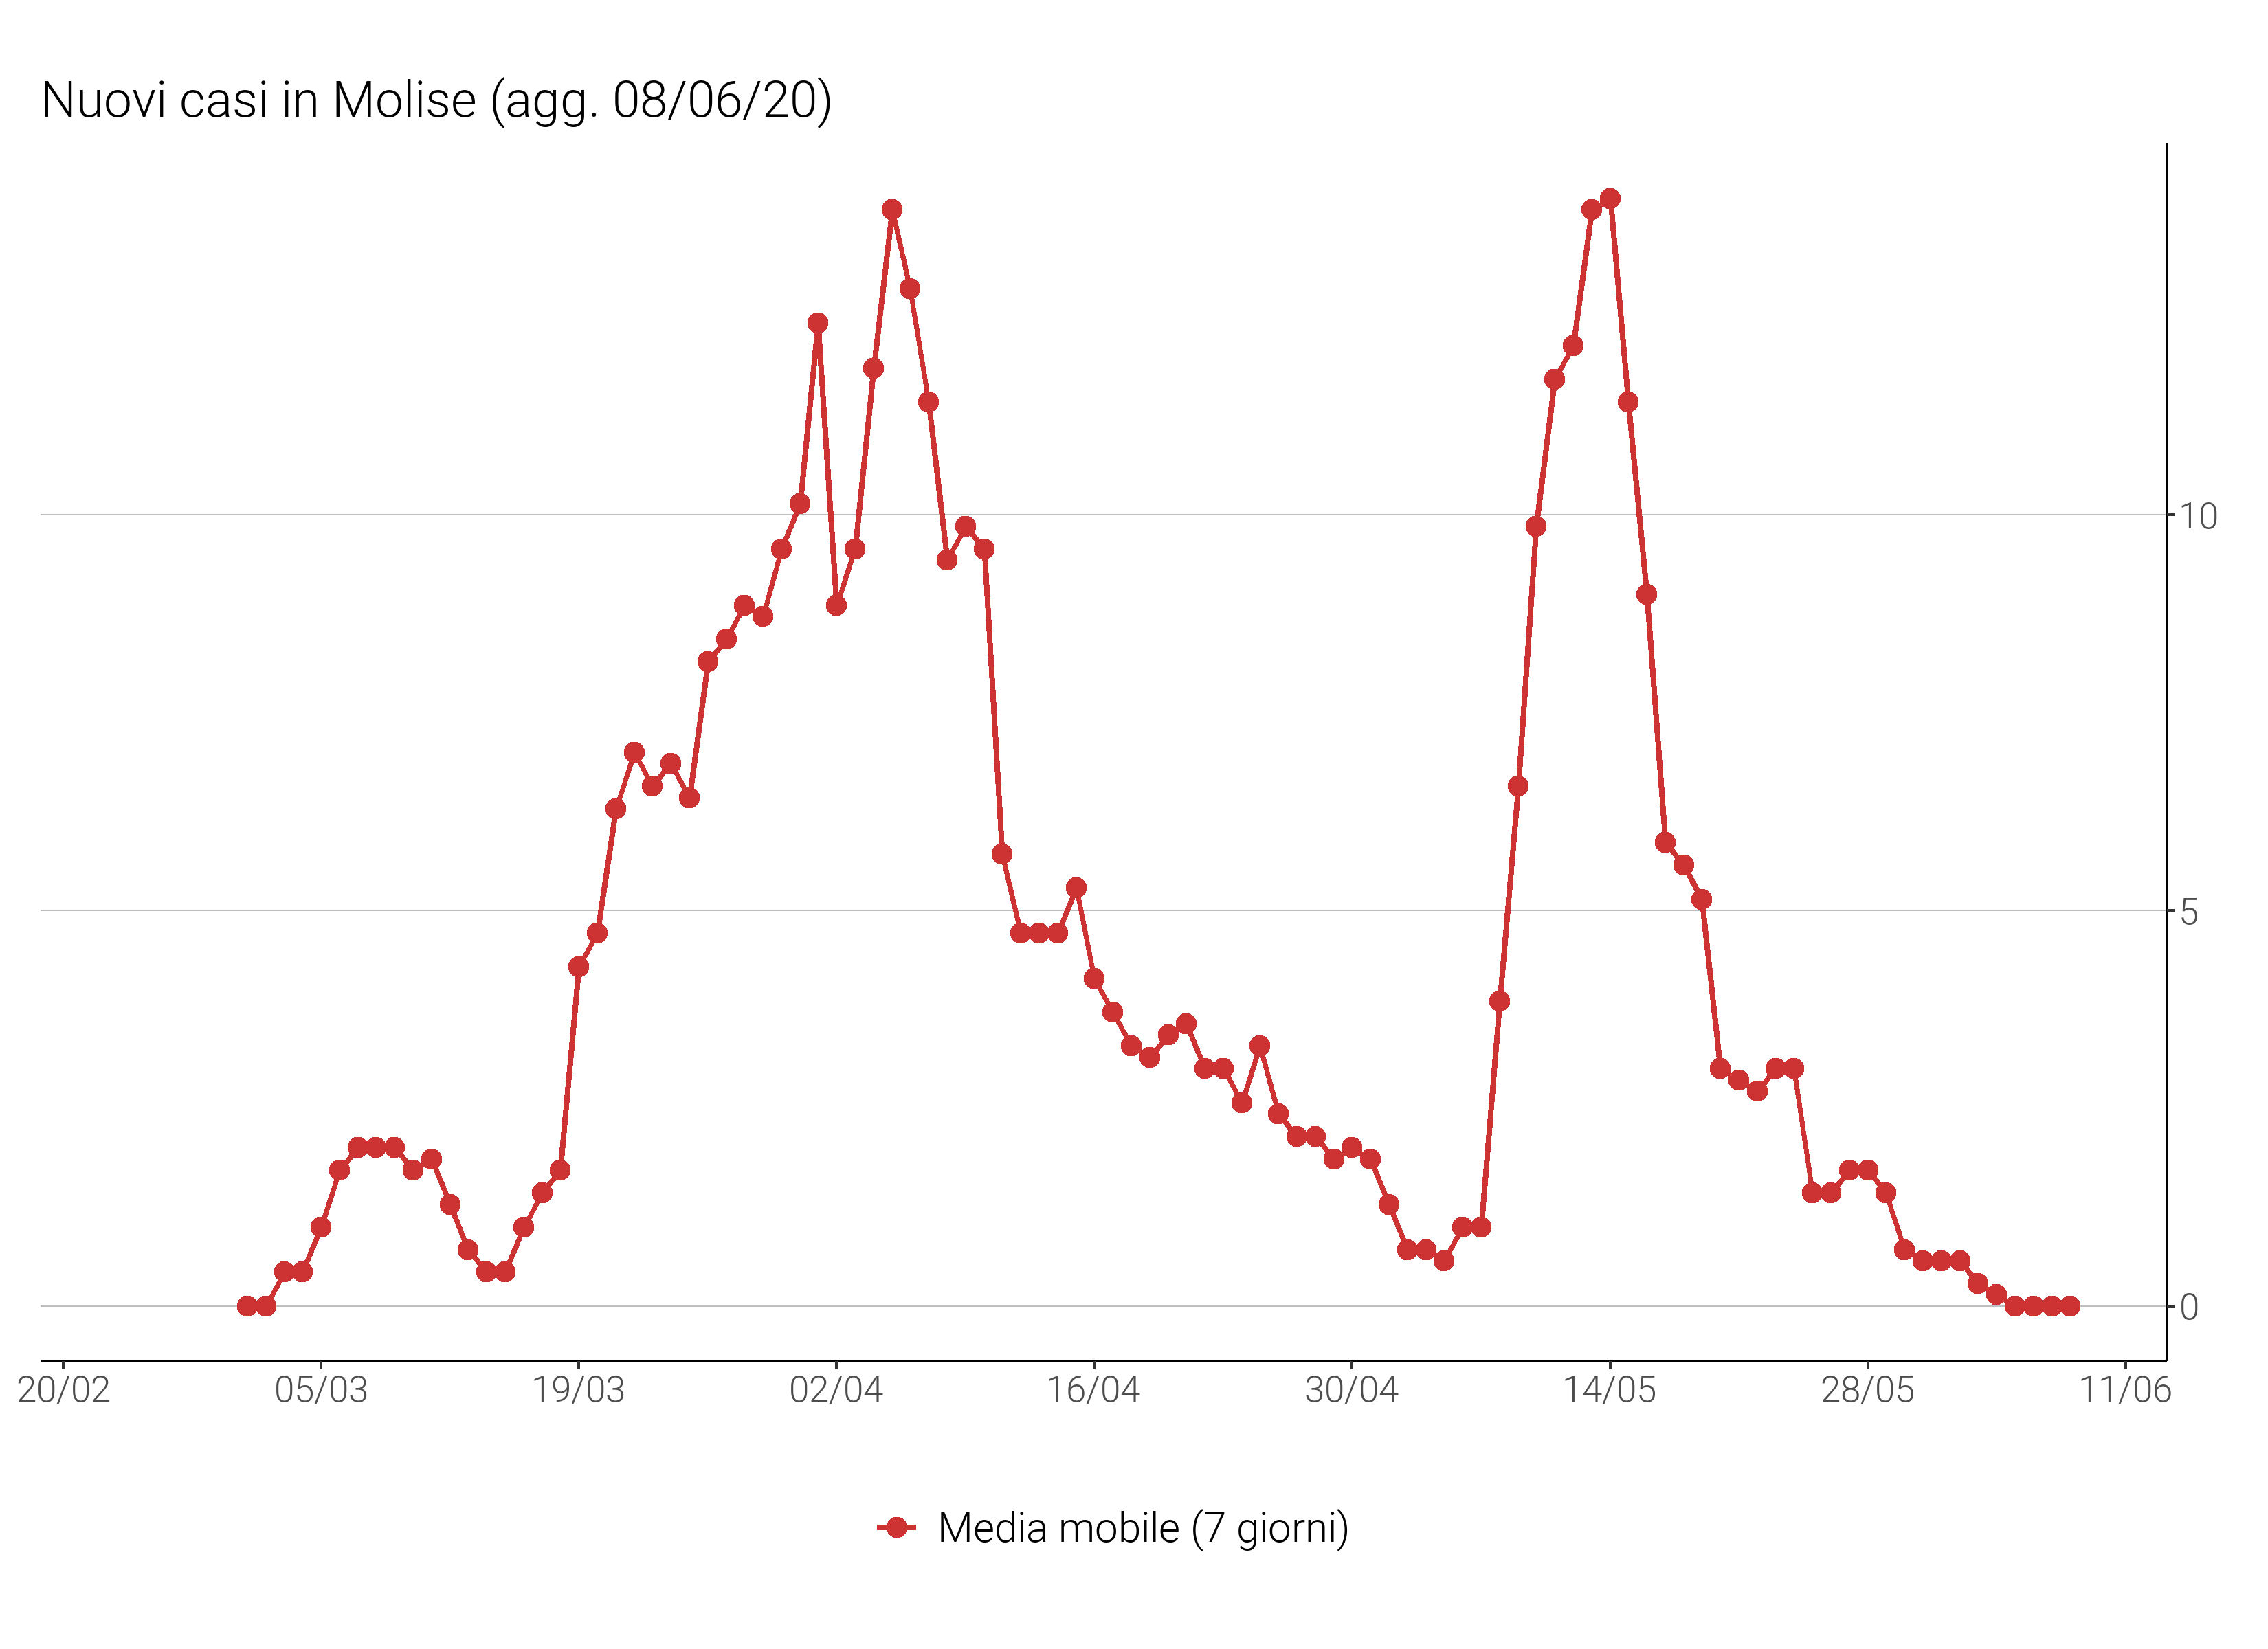 Nuovi casi in Molise (agg. 08/06/20)
10
5
0
20/02 05/03 19/03 02/04 16/04 30/04 14/05 28/05 11/06
Media mobile (7 giorni)